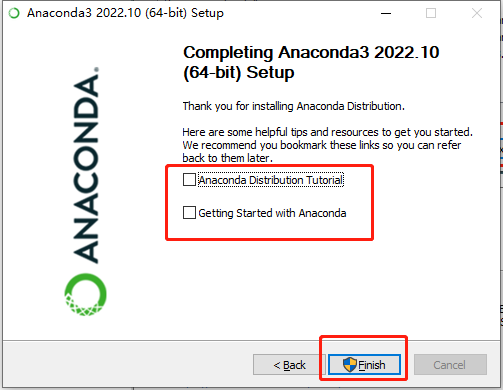 Anaconda3 2022.10 (64-bit) Setup
Completing Anaconda3 2022.10
(64-bit) Setup
Thank you for installing Anaconda Distribution.
Here are some helpful tips and resources to get you started.
We recommend you bookmark these links so you can refer
back to them later.
Anaconda Distribution Tutorial
Getting Started with Anaconda
ANACONDA.
< Back
Finish
Cancel